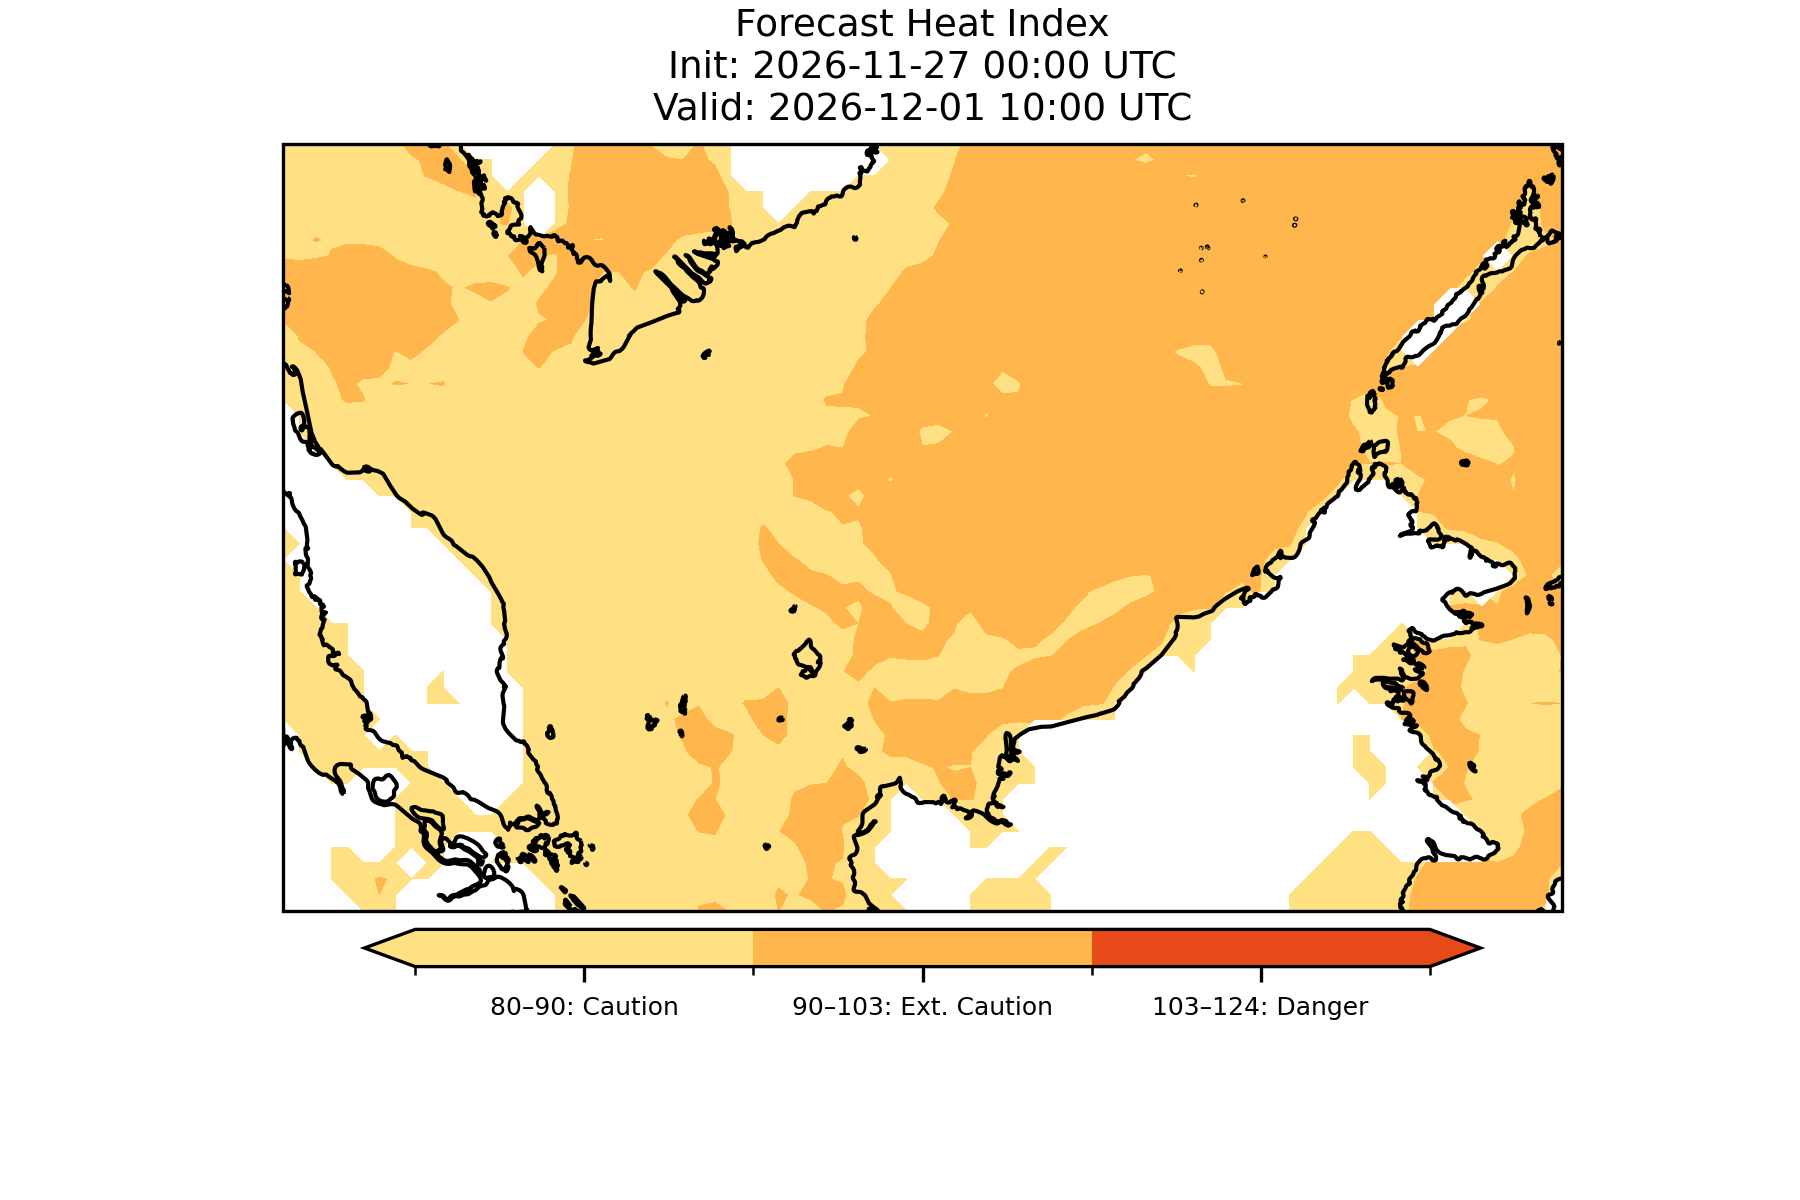 Forecast Heat Index
Init: 2026-11-27 00:00 UTC
Valid: 2026-12-01 10:00 UTC
80–90: Caution
90–103: Ext. Caution
103–124: Danger